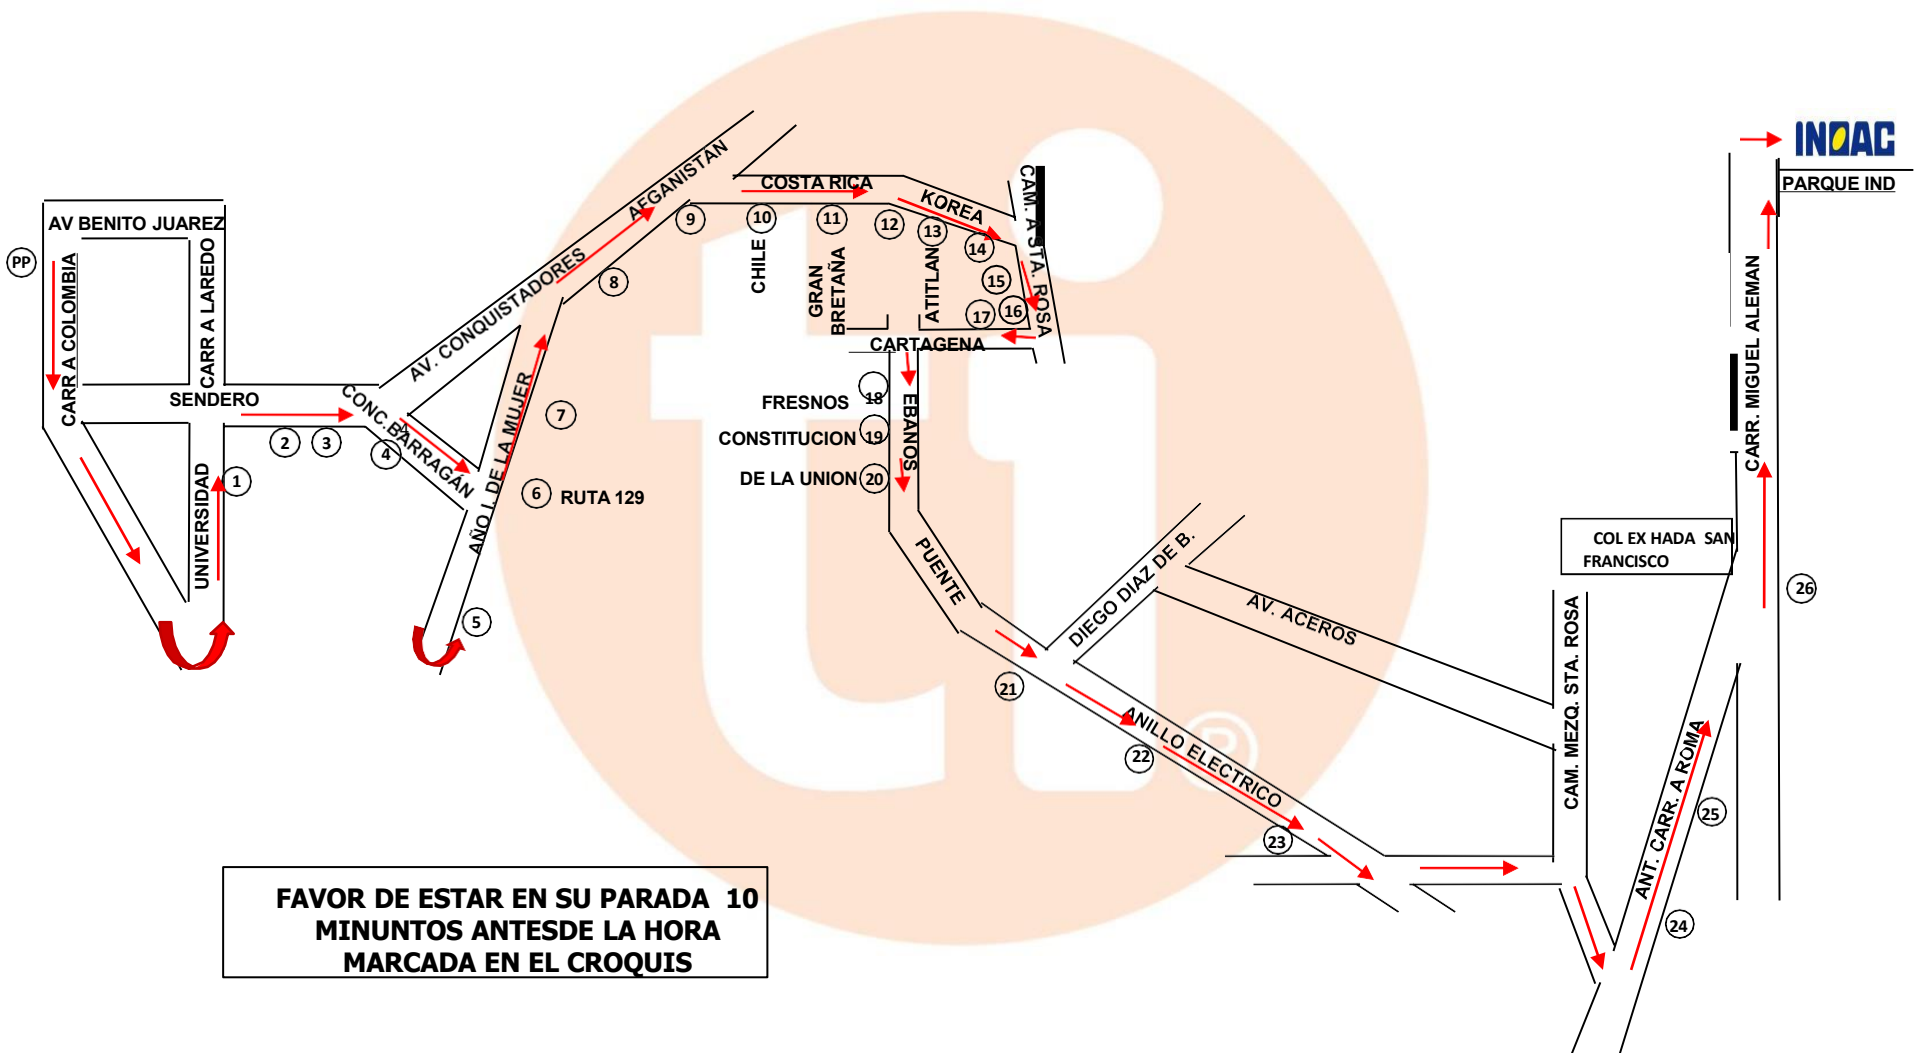 INOAC
PARQUE IND
AV BENITO JUAREZ
PP
CARR A COLOMBIA
CARR A LAREDO
SENDERO
UNIVERSIDAD
1
2
3
4
CONC.BARRAGÁN
AV. CONQUISTADORES
AFGANISTÁN
AÑO I. DE LA MUJER
5
6
RUTA 129
7
8
9
COSTA RICA
10
CHILE
11
GRAN
BRETAÑA
12
KOREA
13
ATITLAN
14
15
16
17
CAM. A STA. ROSA
CARTAGENA
FRESNOS
18
CONSTITUCION
19
DE LA UNION
20
EBANOS
PUENTE
DIEGO DIAZ DE B.
AV. ACEROS
21
ANILLO ELECTRICO
22
23
CAM. MEZQ. STA. ROSA
COL EX HADA SAN
FRANCISCO
ANT. CARR. A ROMA
24
25
26
CARR. MIGUEL ALEMAN
FAVOR DE ESTAR EN SU PARADA 10
MINUNTOS ANTESDE LA HORA
MARCADA EN EL CROQUIS
ti
®